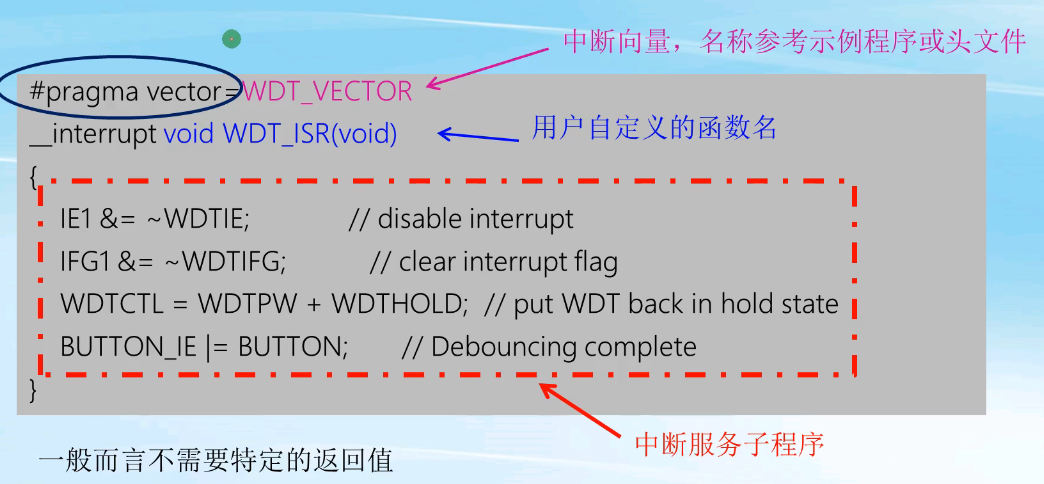 中断向量，名称参考示例程序或头文件
#pragma vector=WDT_VECTOR
__interrupt void WDT_ISR(void)
用户自定义的函数名
{
IE1 &= ~WDTIE; // disable interrupt
IFG1 &= ~WDTIFG; // clear interrupt flag
WDTCTL = WDTPW + WDTHOLD; // put WDT back in hold state
BUTTON_IE |= BUTTON; // Debouncing complete
}
中断服务子程序
一般而言不需要特定的返回值